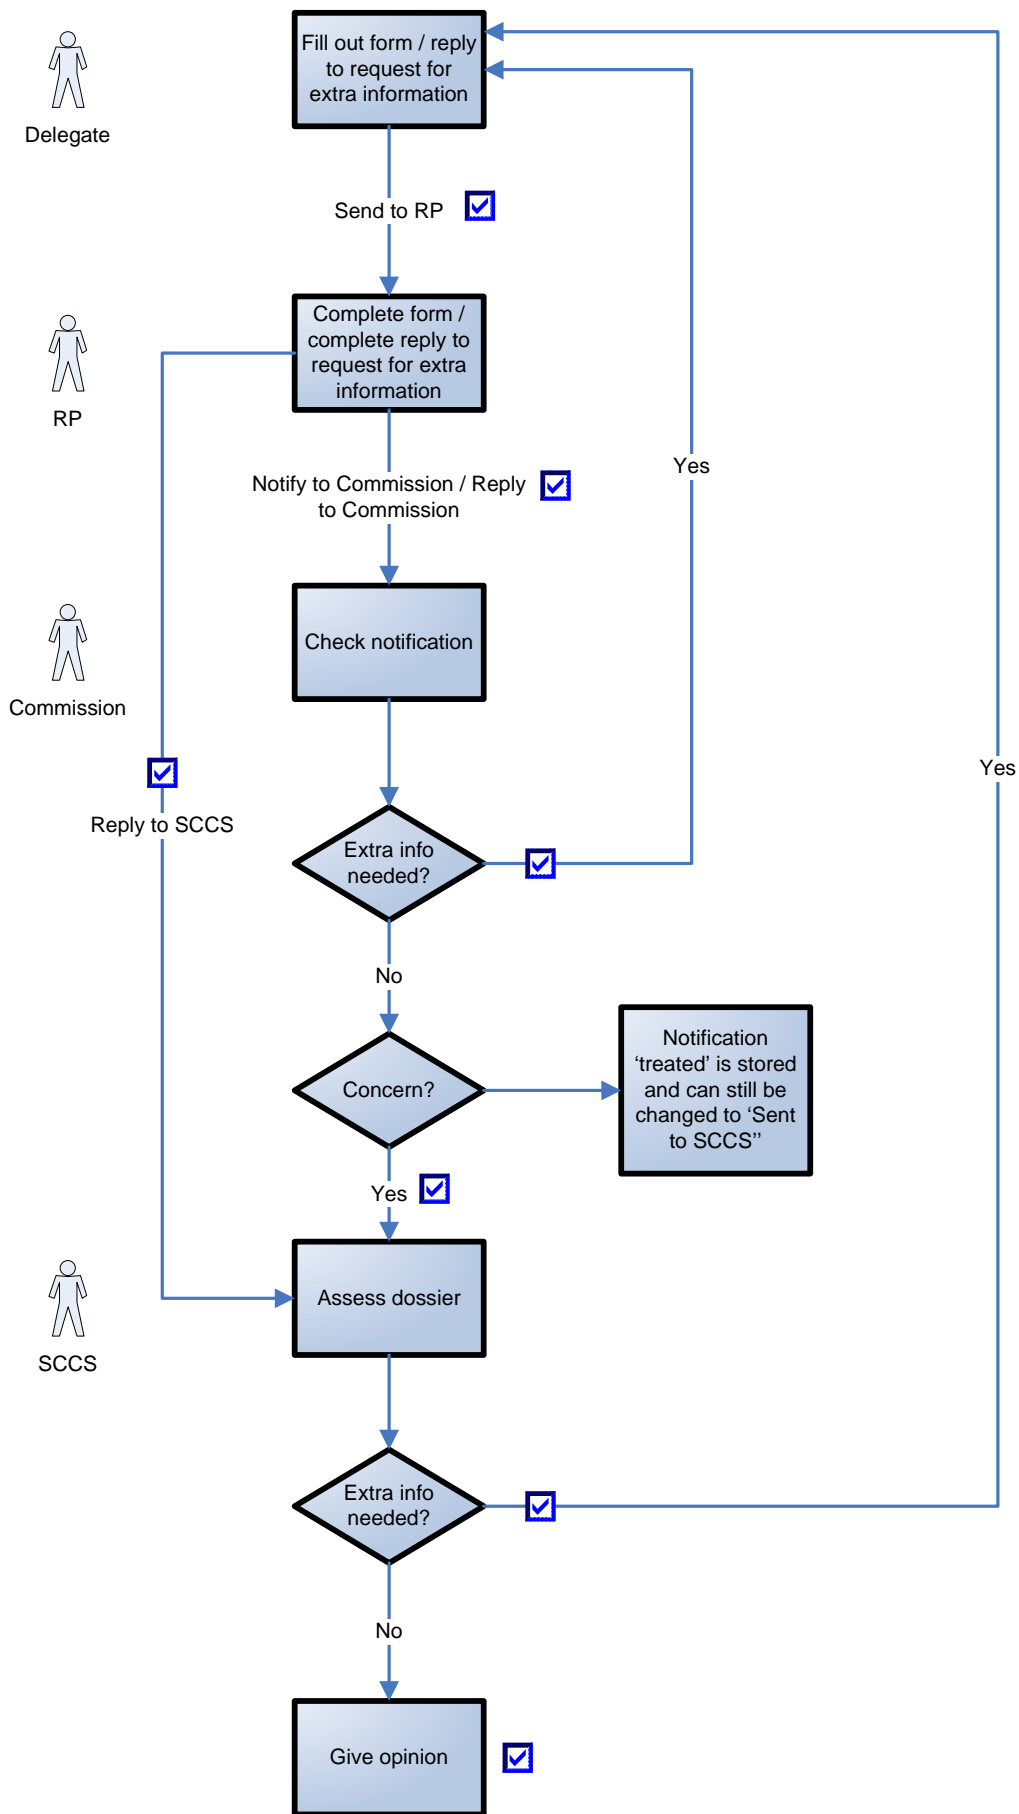 Fill out form / reply
to request for
extra information
Delegate
Send to RP
Complete form /
complete reply to
request for extra
information
RP
Yes
Notify to Commission / Reply
to Commission
Check notification
Commission
Yes
Reply to SCCS
Extra info
needed?
No
Notification
‘treated’ is stored
and can still be
changed to ‘Sent
to SCCS’’
Concern?
Yes
Assess dossier
SCCS
Extra info
needed?
No
Give opinion